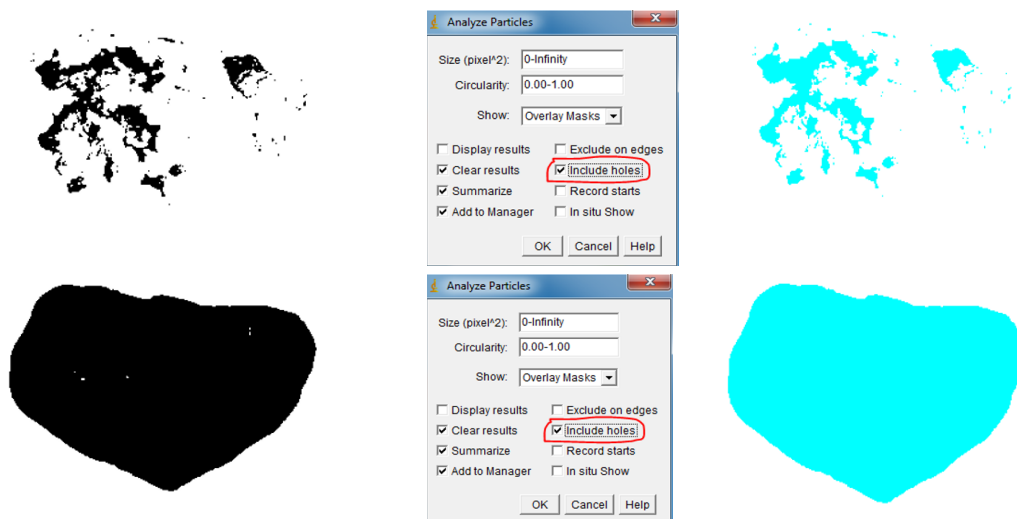 Analyze Particles
Size (pixel^2): 0-Infinity
Circularity: 0.00-1.00
Show: Overlay Masks
Display results Exclude on edges
Clear results Include holes
Summarize Record starts
Add to Manager In situ Show
OK Cancel Help
Analyze Particles
Size (pixel^2): 0-Infinity
Circularity: 0.00-1.00
Show: Overlay Masks
Display results Exclude on edges
Clear results Include holes
Summarize Record starts
Add to Manager In situ Show
OK Cancel Help